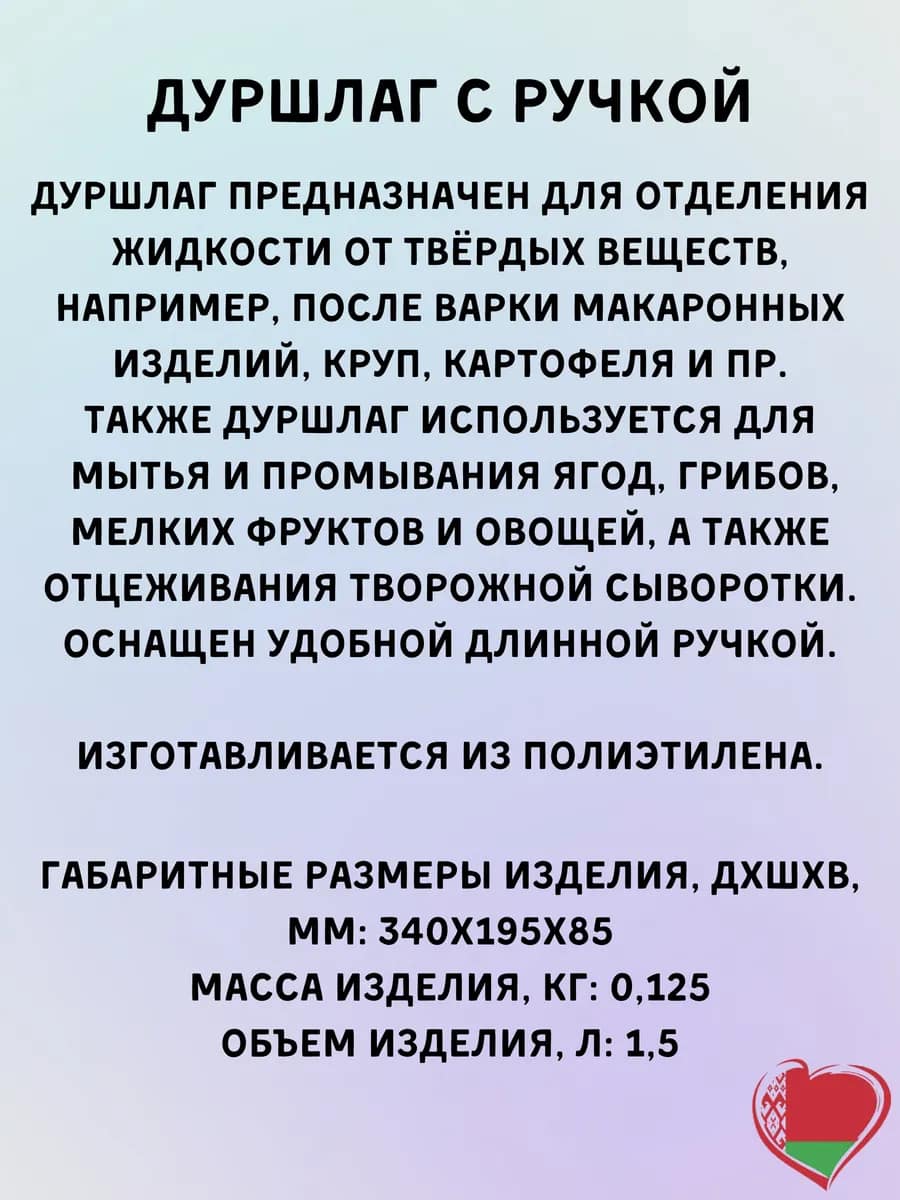 ДУРШЛАГ С РУЧКОЙ
ДУРШЛАГ ПРЕДНАЗНАЧЕН ДЛЯ ОТДЕЛЕНИЯ
ЖИДКОСТИ ОТ ТВЁРДЫХ ВЕЩЕСТВ,
НАПРИМЕР, ПОСЛЕ ВАРКИ МАКАРОННЫХ
ИЗДЕЛИЙ, КРУП, КАРТОФЕЛЯ И ПР.
ТАКЖЕ ДУРШЛАГ ИСПОЛЬЗУЕТСЯ ДЛЯ
МЫТЬЯ И ПРОМЫВАНИЯ ЯГОД, ГРИБОВ,
МЕЛКИХ ФРУКТОВ И ОВОЩЕЙ, А ТАКЖЕ
ОТЦЕЖИВАНИЯ ТВОРОЖНОЙ СЫВОРОТКИ.
ОСНАЩЕН УДОБНОЙ ДЛИННОЙ РУЧКОЙ.
ИЗГОТАВЛИВАЕТСЯ ИЗ ПОЛИЭТИЛЕНА.
ГАБАРИТНЫЕ РАЗМЕРЫ ИЗДЕЛИЯ, ДХШХВ,
ММ: 340Х195Х85
МАССА ИЗДЕЛИЯ, КГ: 0,125
ОБЪЕМ ИЗДЕЛИЯ, Л: 1,5